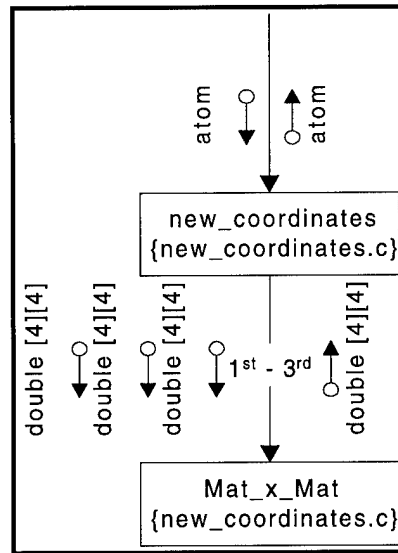 atom
atom
new_coordinates
{new_coordinates.c}
double [4][4]
double [4][4]
double [4][4]
1st - 3rd
double [4][4]
Mat_x_Mat
{new_coordinates.c}